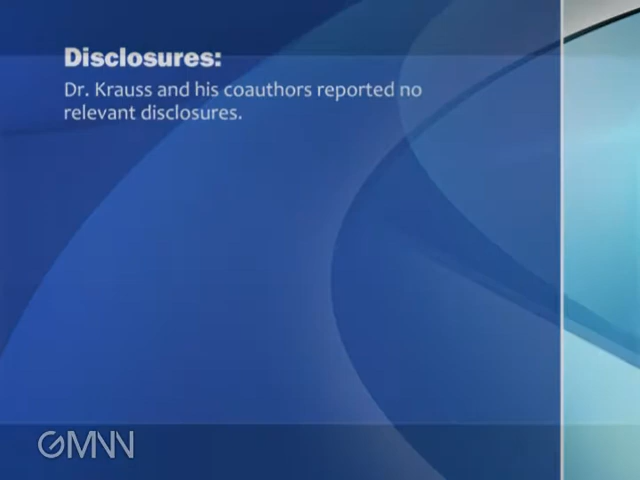 Disclosures:
Dr. Krauss and his coauthors reported no
relevant disclosures.
GMNN